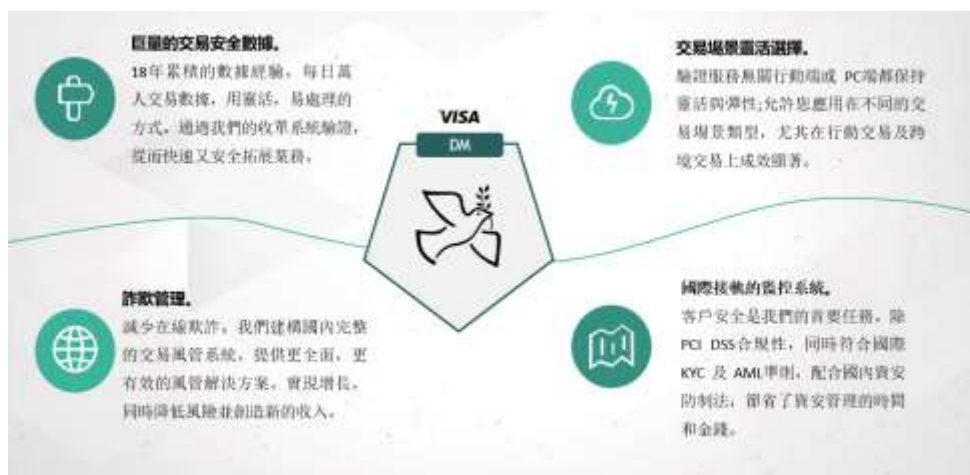 巨量的交易安全數據。
18年累積的數據經驗，每日萬
人交易數據，用靈活，易處理的
方式，通過我們的收單系統驗證，
從而快速又安全拓展業務。
VISA
DM
交易場景靈活選擇。
驗證服務無關行動端或 PC端都保持
靈活與彈性;允許您應用在不同的交
易場景類型，尤其在行動交易及跨
境交易上成效顯著。
詐欺管理。
減少在線欺詐。我們建構國內完整
的交易風管系統，提供更全面，更
有效的風管解決方案。實現增長，
同時降低風險並創造新的收入。
國際接軌的監控系統。
客戶安全是我們的首要任務。除
PCI DSS合規性，同時符合國際
KYC 及 AML準則，配合國內資安
防制法，節省了資安管理的時間
和金錢。